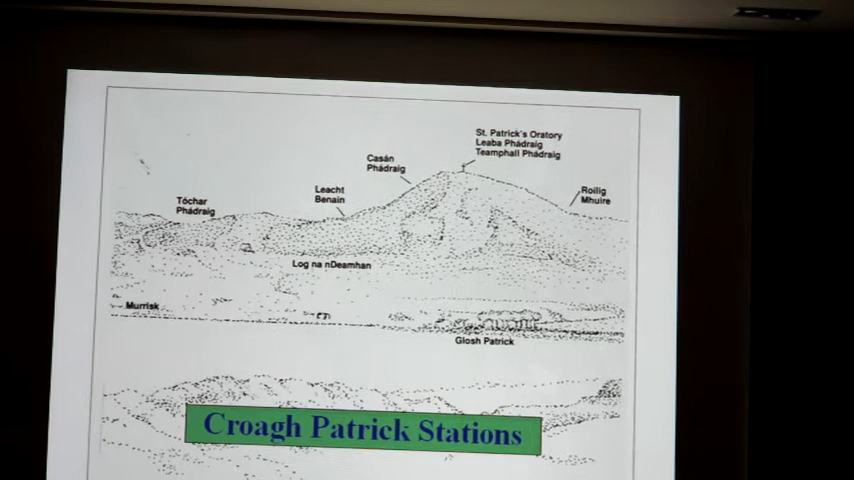 St. Patrick's Oratory
Leaba Phádraig
Teamphall Phádraig
Casán
Phádraig
Leacht
Benain
Roilig
Mhuire
Tóchar
Phádraig
Log na nDeamhan
Murrisk
Glosh Patrick
Croagh Patrick Stations